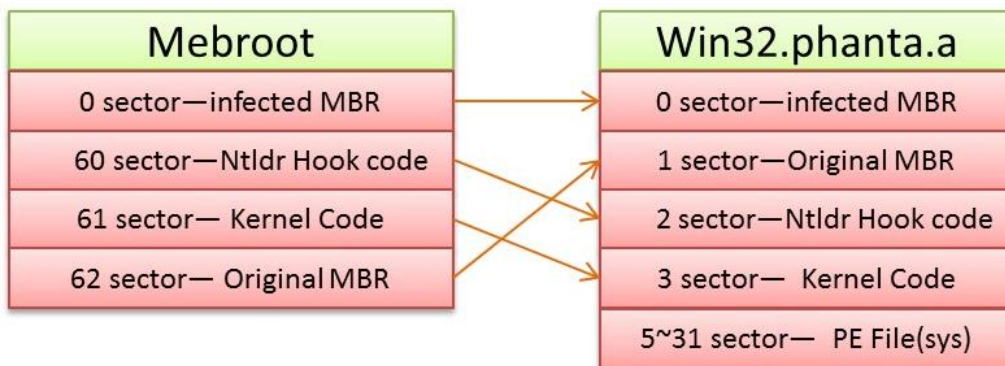 Mebroot
0 sector—infected MBR
60 sector—Ntldr Hook code
61 sector— Kernel Code
62 sector— Original MBR
Win32.phanta.a
0 sector—infected MBR
1 sector—Original MBR
2 sector—Ntldr Hook code
3 sector— Kernel Code
5~31 sector— PE File(sys)